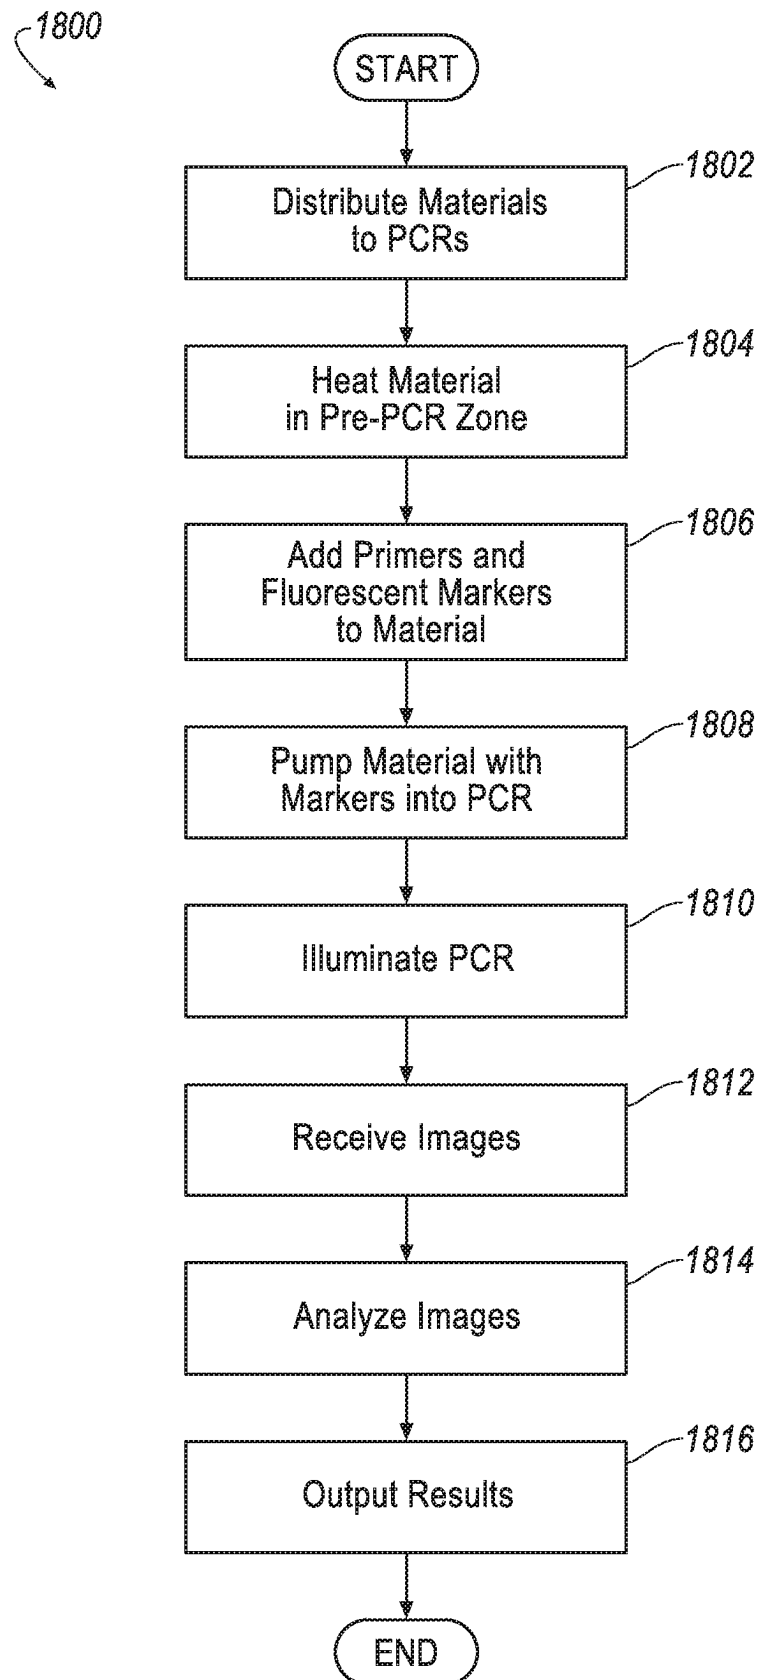 1800
START
1802
Distribute Materials
to PCRs
1804
Heat Material
in Pre-PCR Zone
1806
Add Primers and
Fluorescent Markers
to Material
1808
Pump Material with
Markers into PCR
1810
Illuminate PCR
1812
Receive Images
1814
Analyze Images
1816
Output Results
END